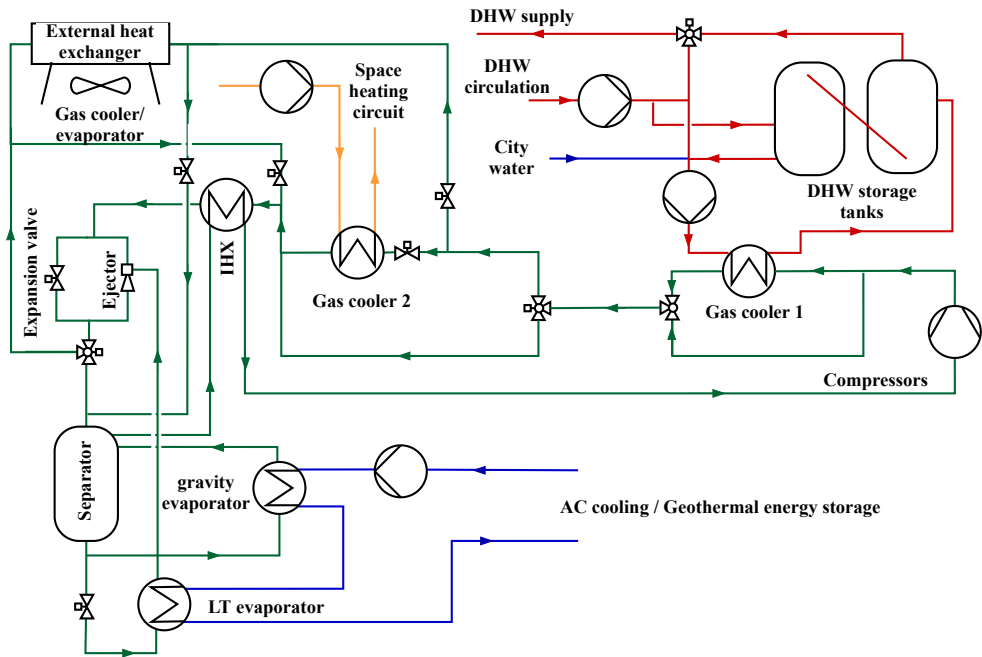 DHW supply
External heat
exchanger
Gas cooler/
evaporator
Space
heating
circuit
DHW
circulation
City
water
DHW storage
tanks
Expansion valve
Ejector
IHX
Gas cooler 2
Gas cooler 1
Compressors
Separator
gravity
evaporator
AC cooling / Geothermal energy storage
LT evaporator